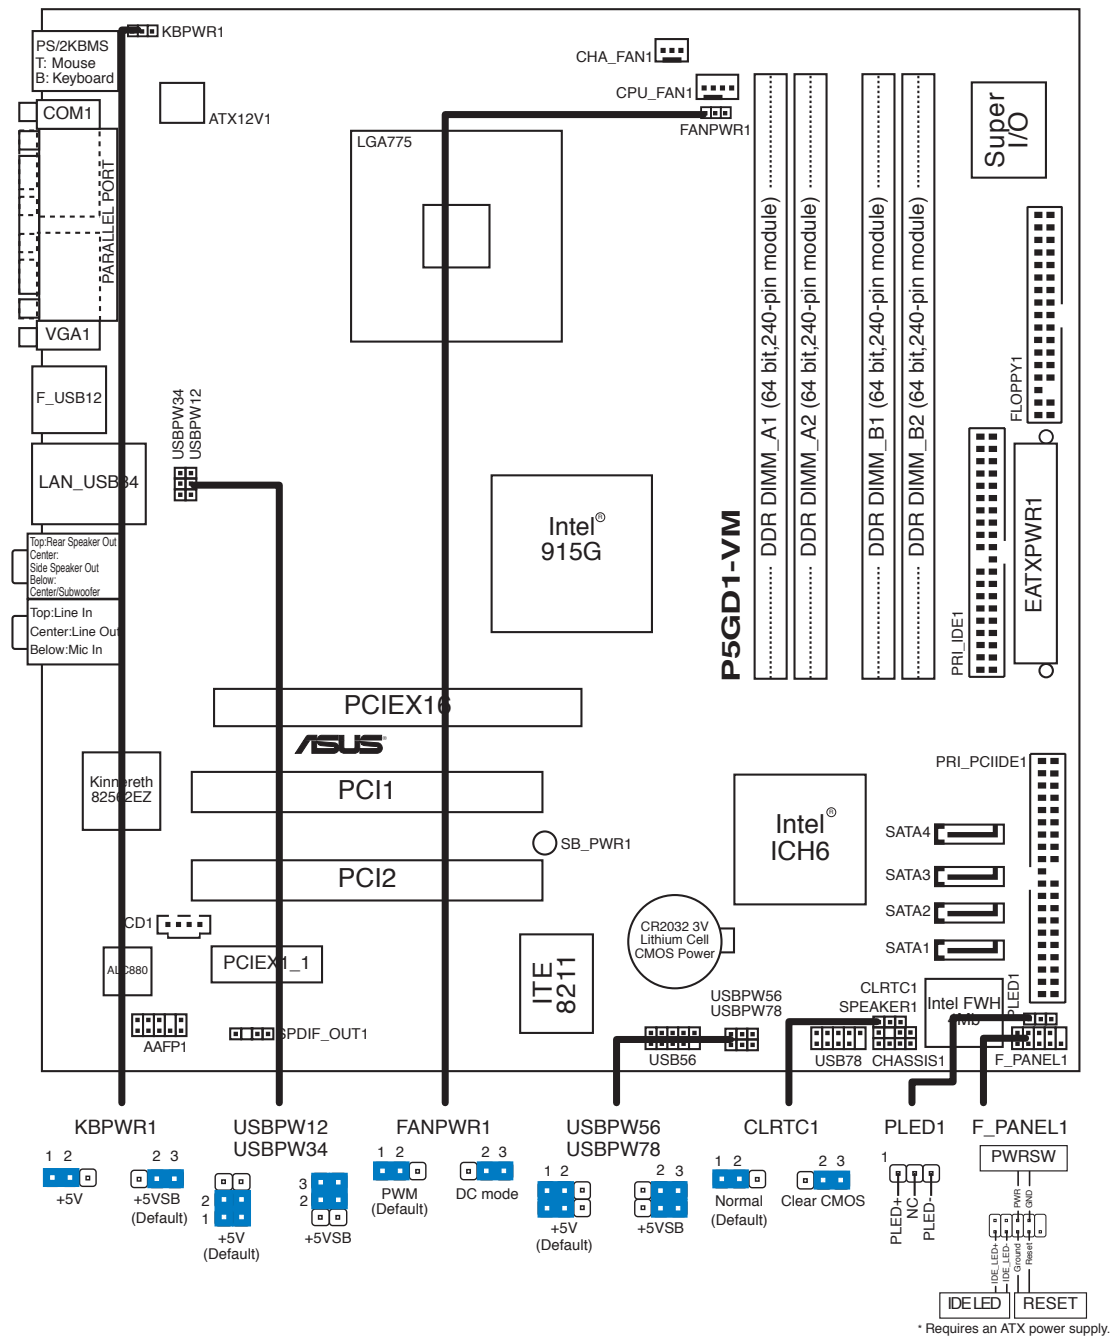 KBPWR1
PS/2KBMS
T: Mouse
B: Keyboard
CHA_FAN1
CPU_FAN1
FANPWR1
COM1
ATX12V1
LGA775
Super
I/O
PARALLEL PORT
VGA1
F_USB12
USBPW34
USBPW12
LAN_USB34
Top:Rear Speaker Out
Center:
Side Speaker Out
Below:
Center/Subwoofer
Top:Line In
Center:Line Out
Below:Mic In
Intel®
915G
P5GD1-VM
DDR DIMM_A1 (64 bit,240-pin module)
DDR DIMM_A2 (64 bit,240-pin module)
DDR DIMM_B1 (64 bit,240-pin module)
DDR DIMM_B2 (64 bit,240-pin module)
FLOPPY1
PRI_IDE1
EATXPWR1
PCIEX16
ASUS
Kinnereth
82562EZ
PCI1
SB_PWR1
PCI2
Intel®
ICH6
PRI_PCIIDE1
SATA4
SATA3
SATA2
SATA1
CD1
ALC880
PCIEX1_1
ITE
8211
CR2032 3V
Lithium Cell
CMOS Power
AAFP1
SPDIF_OUT1
USBPW56
USBPW78
USB56
CLRTC1
SPEAKER1
USB78
CHASSIS1
Intel FWH
4Mb
PLED1
F_PANEL1
KBPWR1
1 2
+5V
2 3
+5VSB
(Default)
USBPW12
USBPW34
2
1
+5V
(Default)
3
2
+5VSB
FANPWR1
1 2
PWM
(Default)
2 3
DC mode
USBPW56
USBPW78
1 2
+5V
(Default)
2 3
+5VSB
CLRTC1
1 2
Normal
(Default)
2 3
Clear CMOS
PLED1
1
PLED+
NC
PLED-
F_PANEL1
PWRSW
PWR
GND
IDE_LED+
IDE_LED-
Ground
Reset
IDELED
RESET
* Requires an ATX power supply.